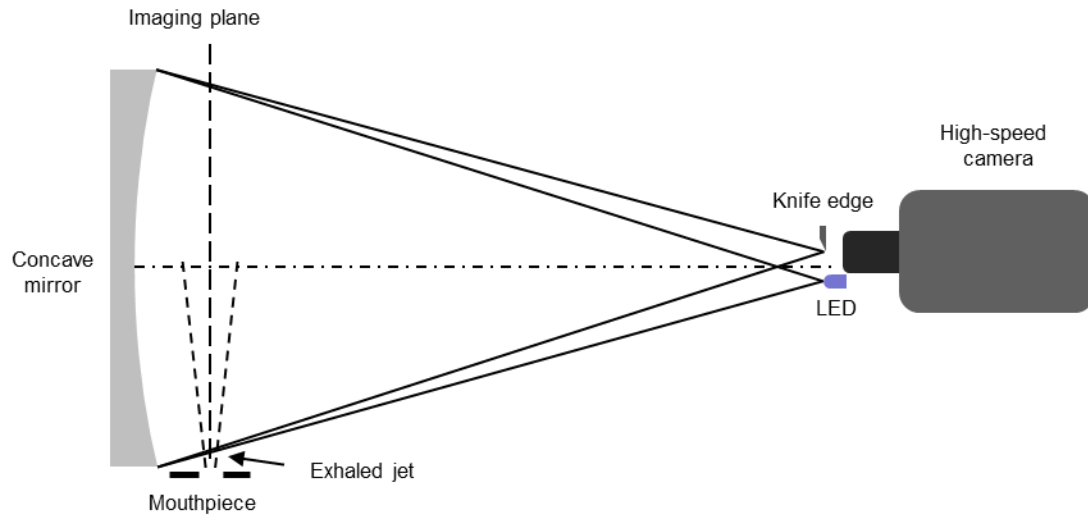 Imaging plane
High-speed
camera
Knife edge
Concave
mirror
LED
Exhaled jet
Mouthpiece